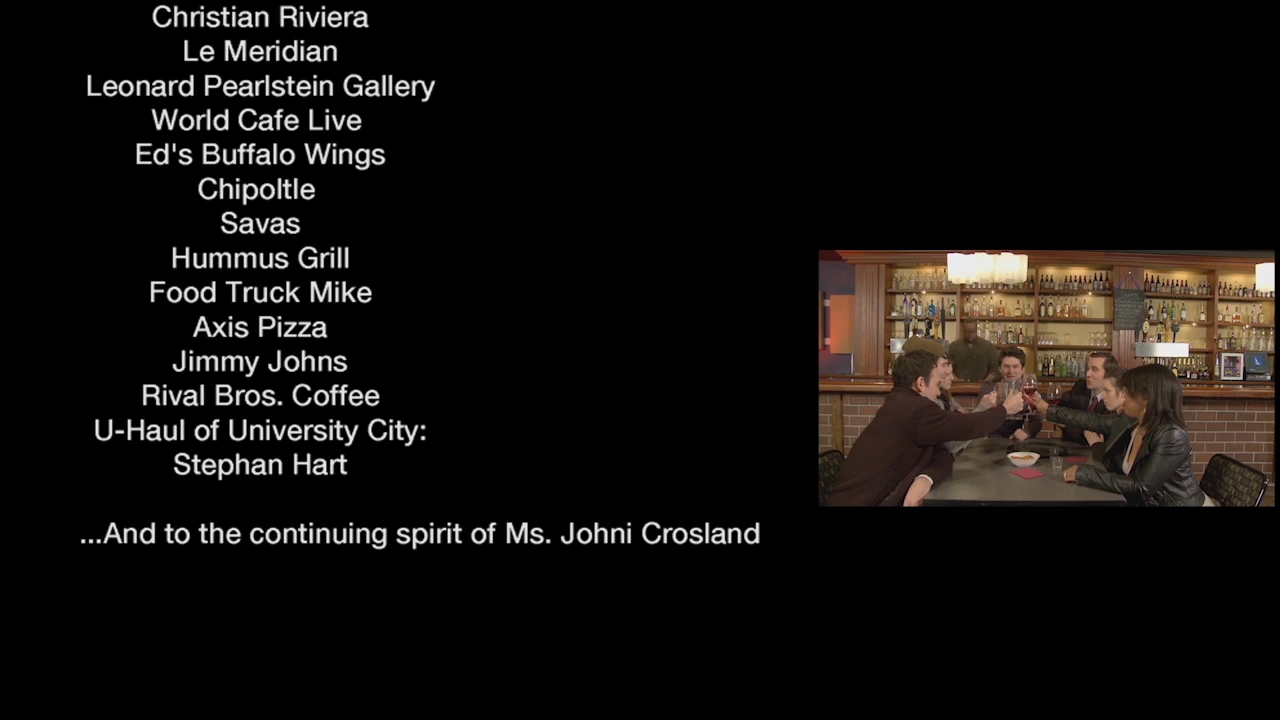 Christian Riviera
Le Meridian
Leonard Pearlstein Gallery
World Cafe Live
Ed's Buffalo Wings
Chipoltle
Savas
Hummus Grill
Food Truck Mike
Axis Pizza
Jimmy Johns
Rival Bros. Coffee
U-Haul of University City:
Stephan Hart
...And to the continuing spirit of Ms. Johni Crosland